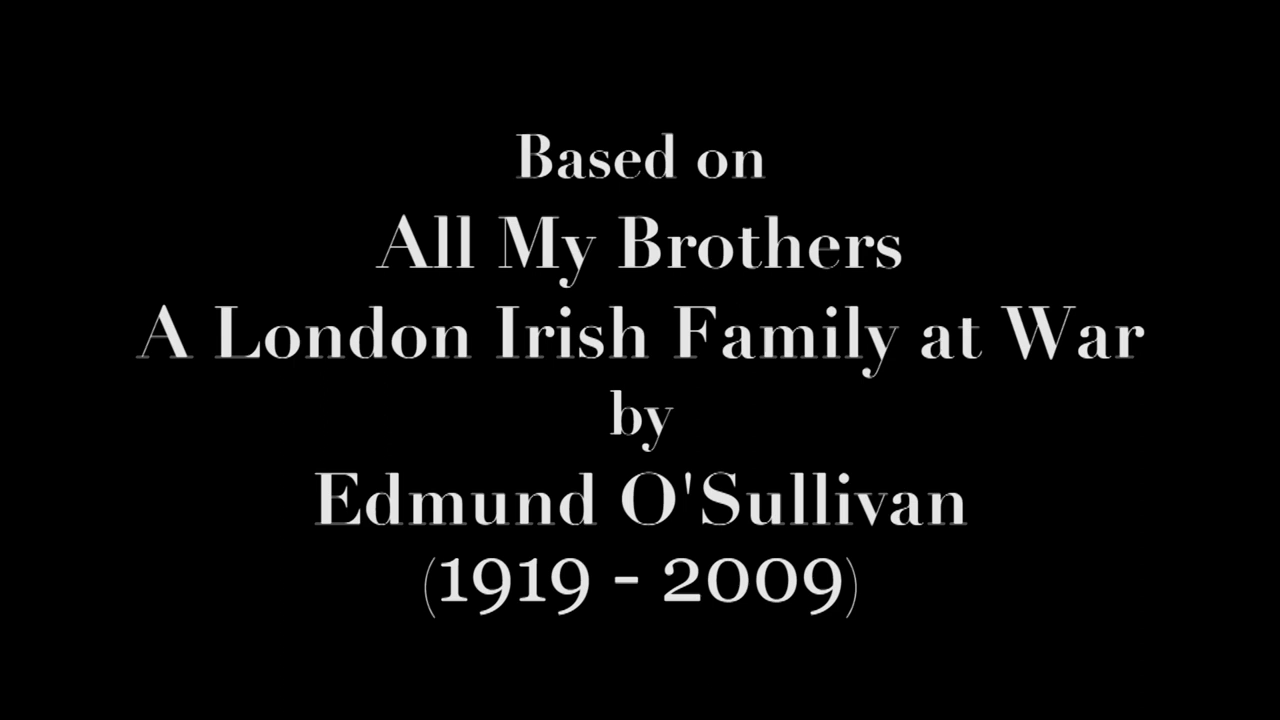 Based on
All My Brothers
A London Irish Family at War
by
Edmund O'Sullivan
(1919 - 2009)